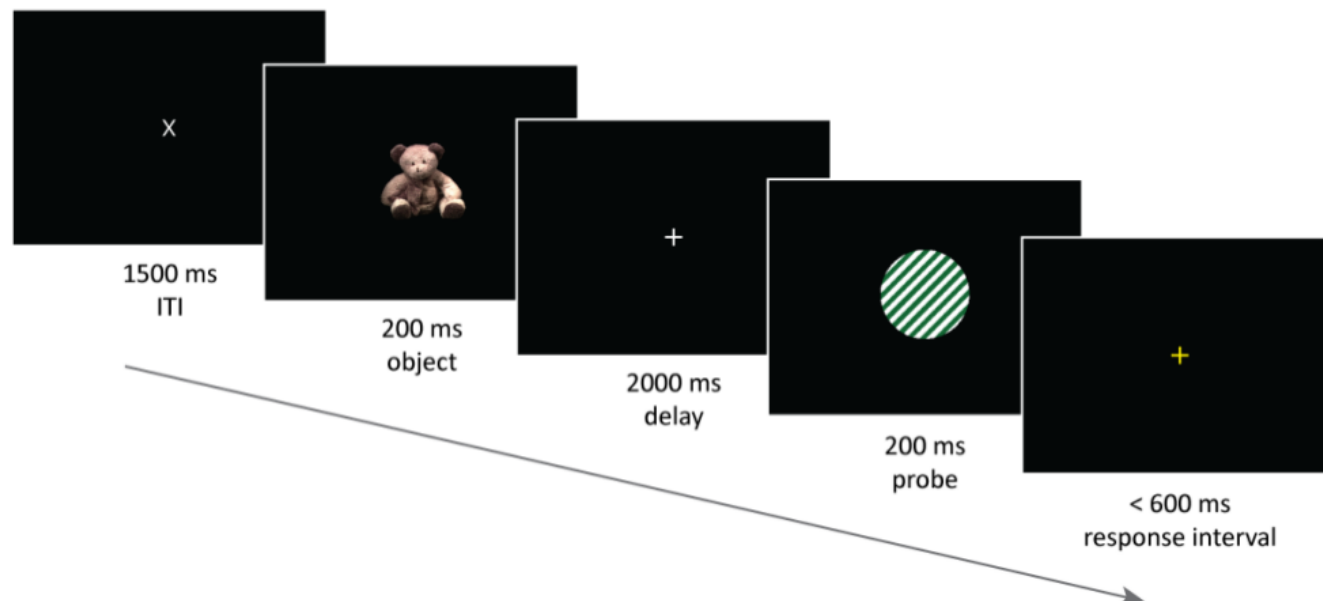 X
1500 ms
ITI
200 ms
object
+
2000 ms
delay
200 ms
probe
+
< 600 ms
response interval